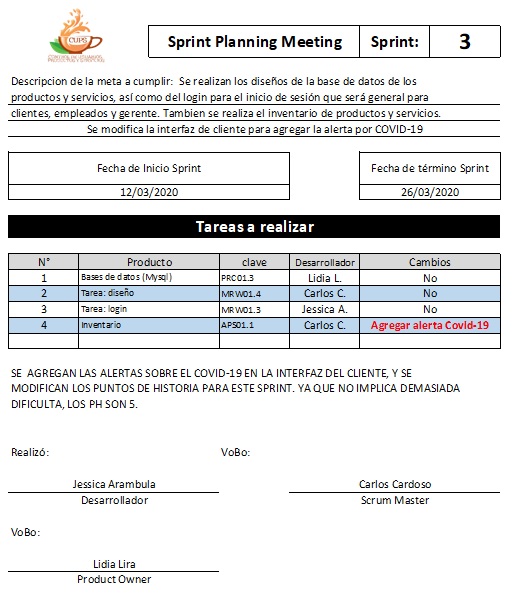 CUPS
Sprint Planning Meeting
Sprint:
3
Descripcion de la meta a cumplir: Se realizan los diseños de la base de datos de los
productos y servicios, así como del login para el inicio de sesión que será general para
clientes, empleados y gerente. Tambien se realiza el inventario de productos y servicios.
Se modifica la interfaz de cliente para agregar la alerta por COVID-19
Fecha de Inicio Sprint
12/03/2020
Fecha de término Sprint
26/03/2020
Tareas a realizar
N° Producto clave Desarrollador Cambios
1 Bases de datos (Mysql) PRC01.3 Lidia L. No
2 Tarea: diseño MRW01.4 Carlos C. No
3 Tarea: login MRW01.3 Jessica A. No
4 Inventario APS01.1 Carlos C. Agregar alerta Covid-19
SE AGREGAN LAS ALERTAS SOBRE EL COVID-19 EN LA INTERFAZ DEL CLIENTE, Y SE
MODIFICAN LOS PUNTOS DE HISTORIA PARA ESTE SPRINT. YA QUE NO IMPLICA DEMASIADA
DIFICULTA, LOS PH SON 5.
Realizó:
VoBo:
Jessica Arambula
Desarrollador
Carlos Cardoso
Scrum Master
VoBo:
Lidia Lira
Product Owner